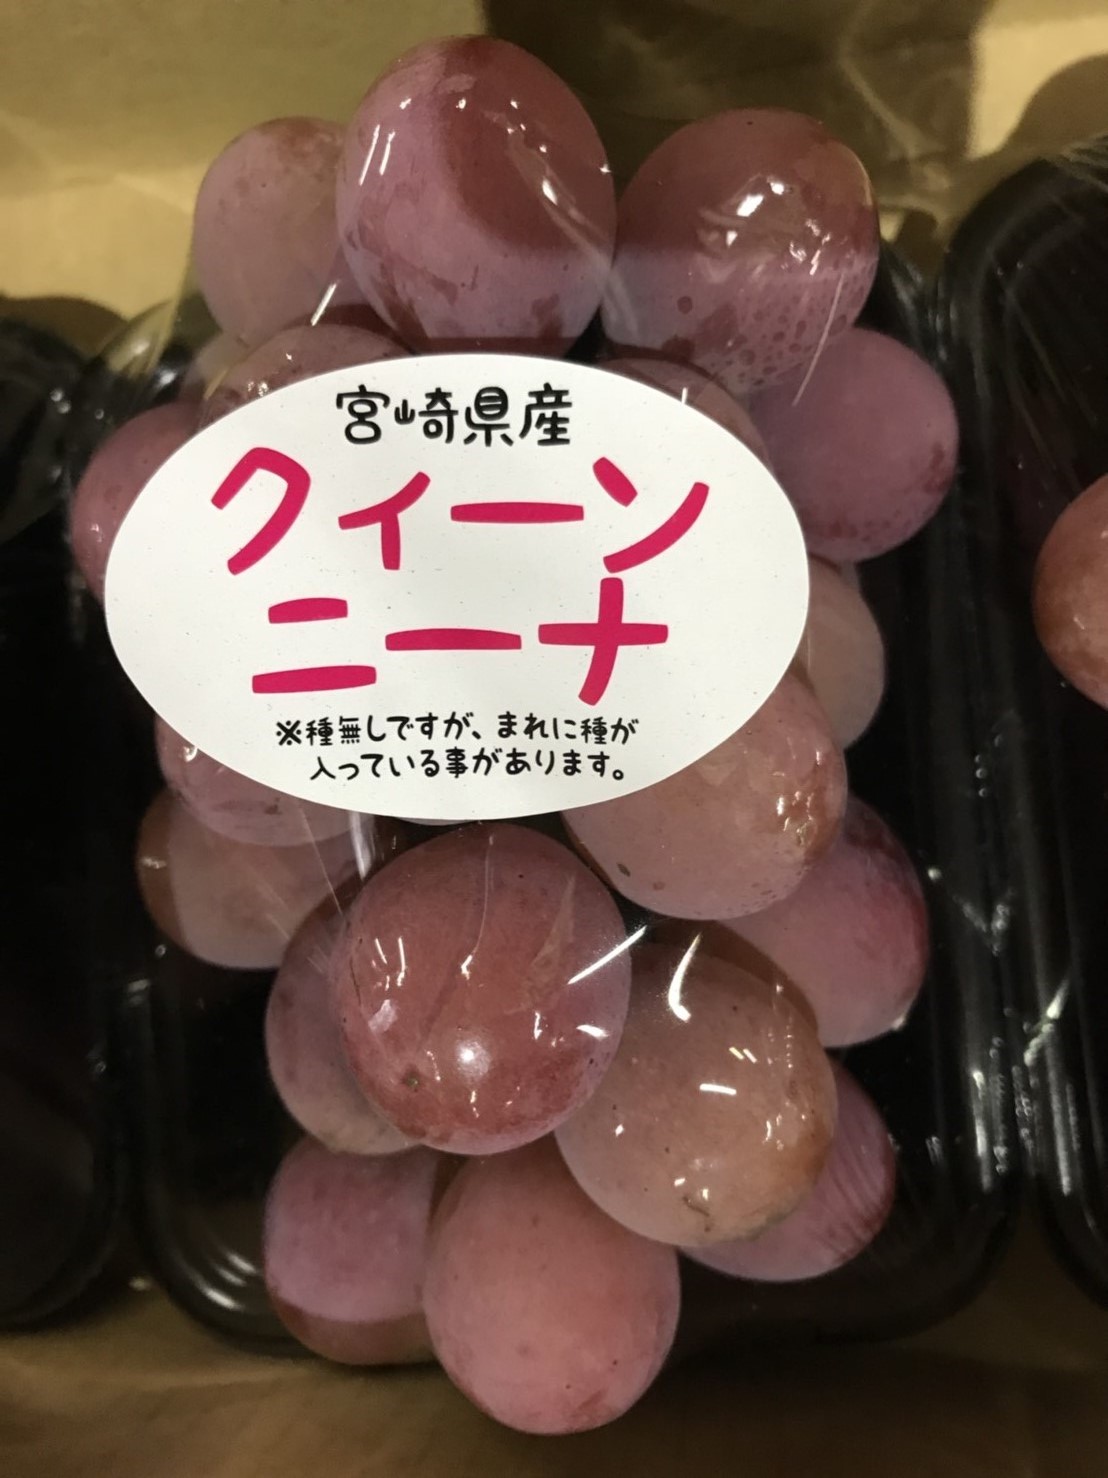 宮崎県産
クィーン
ニーナ
※種無しですが、まれに種が
入っている事があります。